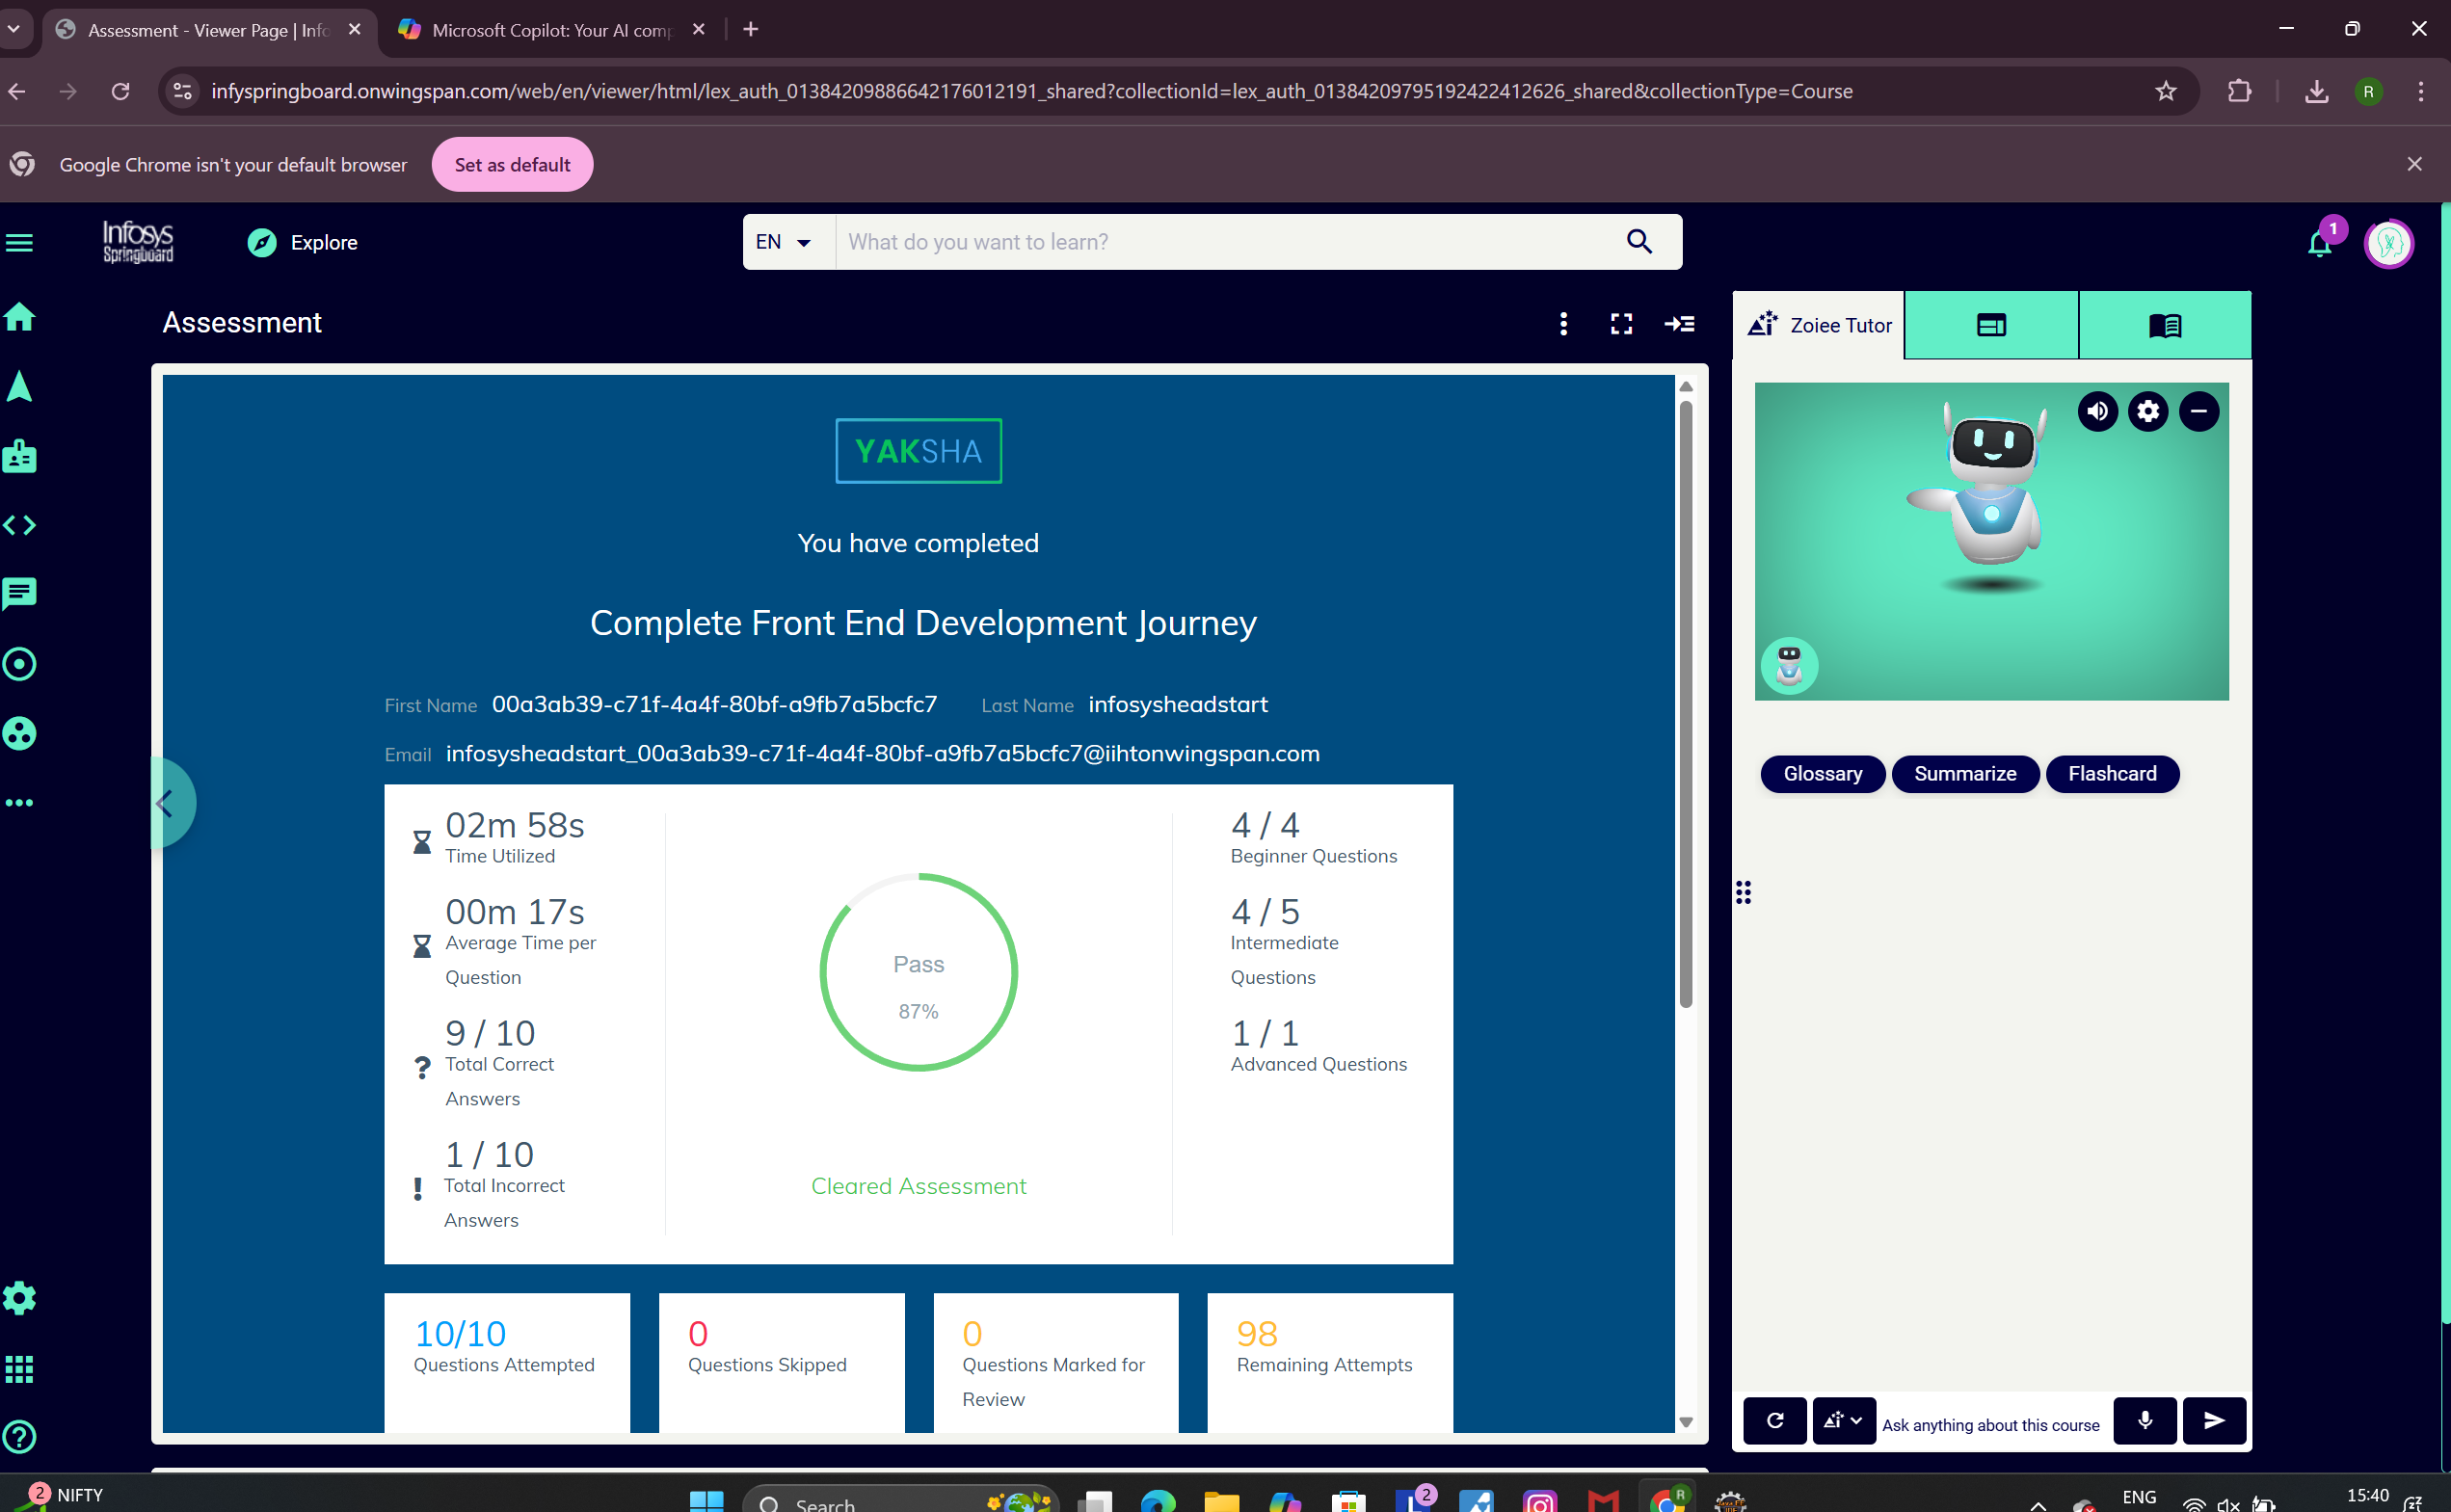 Assessment - Viewer Page | Info
Microsoft Copilot: Your AI comp
infyspringboard.onwingspan.com/web/en/viewer/html/lex_auth_01384209886642176012191_shared?collectionId=lex_auth_01384209795192422412626_shared&collectionType=Course
R
Google Chrome isn't your default browser
Set as default
Infosys
Springboard
Explore
EN
What do you want to learn?
1
Assessment
Zoiee Tutor
YAKSHA
You have completed
Complete Front End Development Journey
First Name 00a3ab39-c71f-4a4f-80bf-a9fb7a5bcfc7 Last Name infosysheadstart
Email infosysheadstart_00a3ab39-c71f-4a4f-80bf-a9fb7a5bcfc7@iihtonwingspan.com
02m 58s
Time Utilized
00m 17s
Average Time per
Question
9 / 10
Total Correct
Answers
1 / 10
Total Incorrect
Answers
Pass
87%
Cleared Assessment
4 / 4
Beginner Questions
4 / 5
Intermediate
Questions
1 / 1
Advanced Questions
10/10
Questions Attempted
0
Questions Skipped
0
Questions Marked for
Review
98
Remaining Attempts
Glossary
Summarize
Flashcard
Ask anything about this course
2
NIFTY
Search
2
R
ENG
15:40